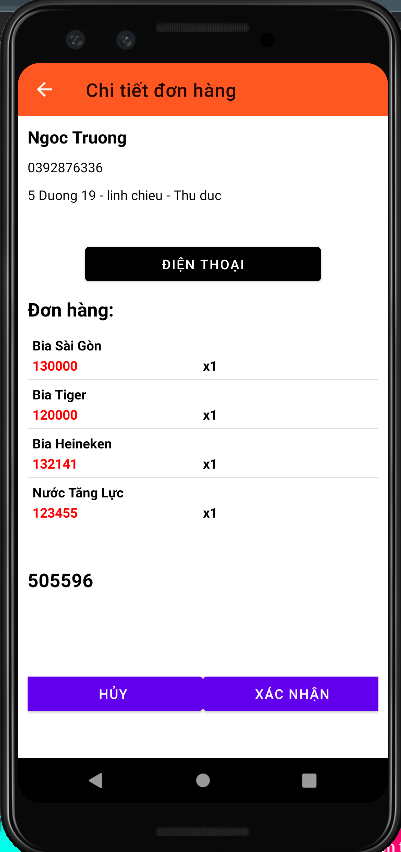 Chi tiết đơn hàng
Ngoc Truong
0392876336
5 Duong 19 - linh chieu - Thu duc
ĐIỆN THOẠI
Đơn hàng:
Bia Sài Gòn
130000 x1
Bia Tiger
120000 x1
Bia Heineken
132141 x1
Nước Tăng Lực
123455 x1
505596
HỦY XÁC NHẬN